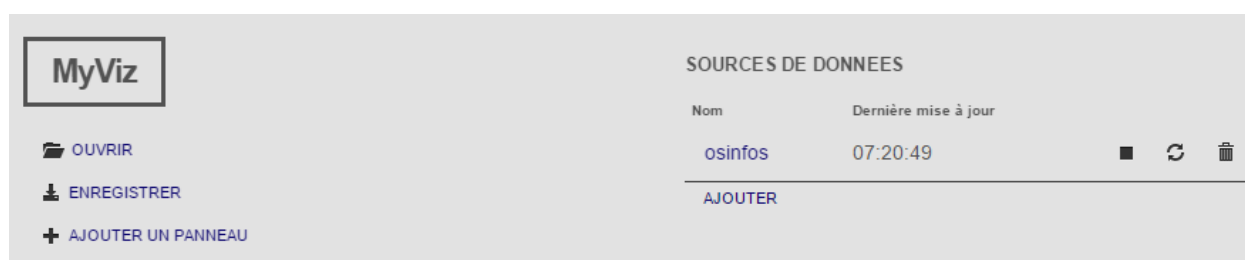 MyViz
OUVRIR
ENREGISTRER
AJOUTER UN PANNEAU
SOURCES DE DONNEES
Nom Dernière mise à jour
osinfos 07:20:49
AJOUTER